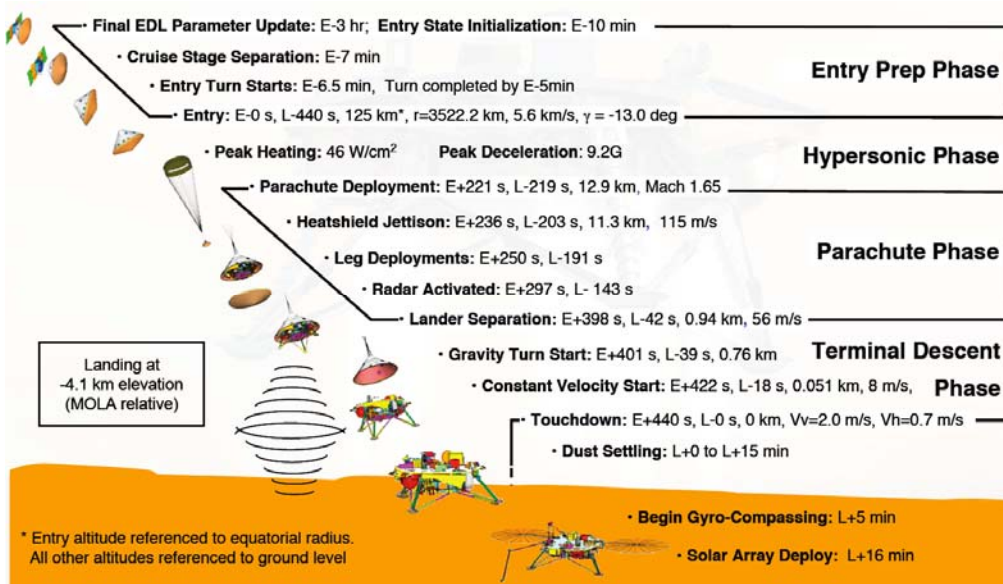 · Final EDL Parameter Update: E-3 hr; Entry State Initialization: E-10 min
· Cruise Stage Separation: E-7 min
Entry Prep Phase
· Entry Turn Starts: E-6.5 min, Turn completed by E-5min
· Entry: E-0 s, L-440 s, 125 km*, r=3522.2 km, 5.6 km/s, γ = -13.0 deg
· Peak Heating: 46 W/cm² Peak Deceleration: 9.2G
Hypersonic Phase
· Parachute Deployment: E+221 s, L-219 s, 12.9 km, Mach 1.65
· Heatshield Jettison: E+236 s, L-203 s, 11.3 km, 115 m/s
· Leg Deployments: E+250 s, L-191 s
Parachute Phase
· Radar Activated: E+297 s, L- 143 s
· Lander Separation: E+398 s, L-42 s, 0.94 km, 56 m/s
· Gravity Turn Start: E+401 s, L-39 s, 0.76 km
Terminal Descent
Phase
· Constant Velocity Start: E+422 s, L-18 s, 0.051 km, 8 m/s,
· Touchdown: E+440 s, L-0 s, 0 km, Vv=2.0 m/s, Vh=0.7 m/s
· Dust Settling: L+0 to L+15 min
Landing at
-4.1 km elevation
(MOLA relative)
· Begin Gyro-Compassing: L+5 min
· Solar Array Deploy: L+16 min
* Entry altitude referenced to equatorial radius.
All other altitudes referenced to ground level